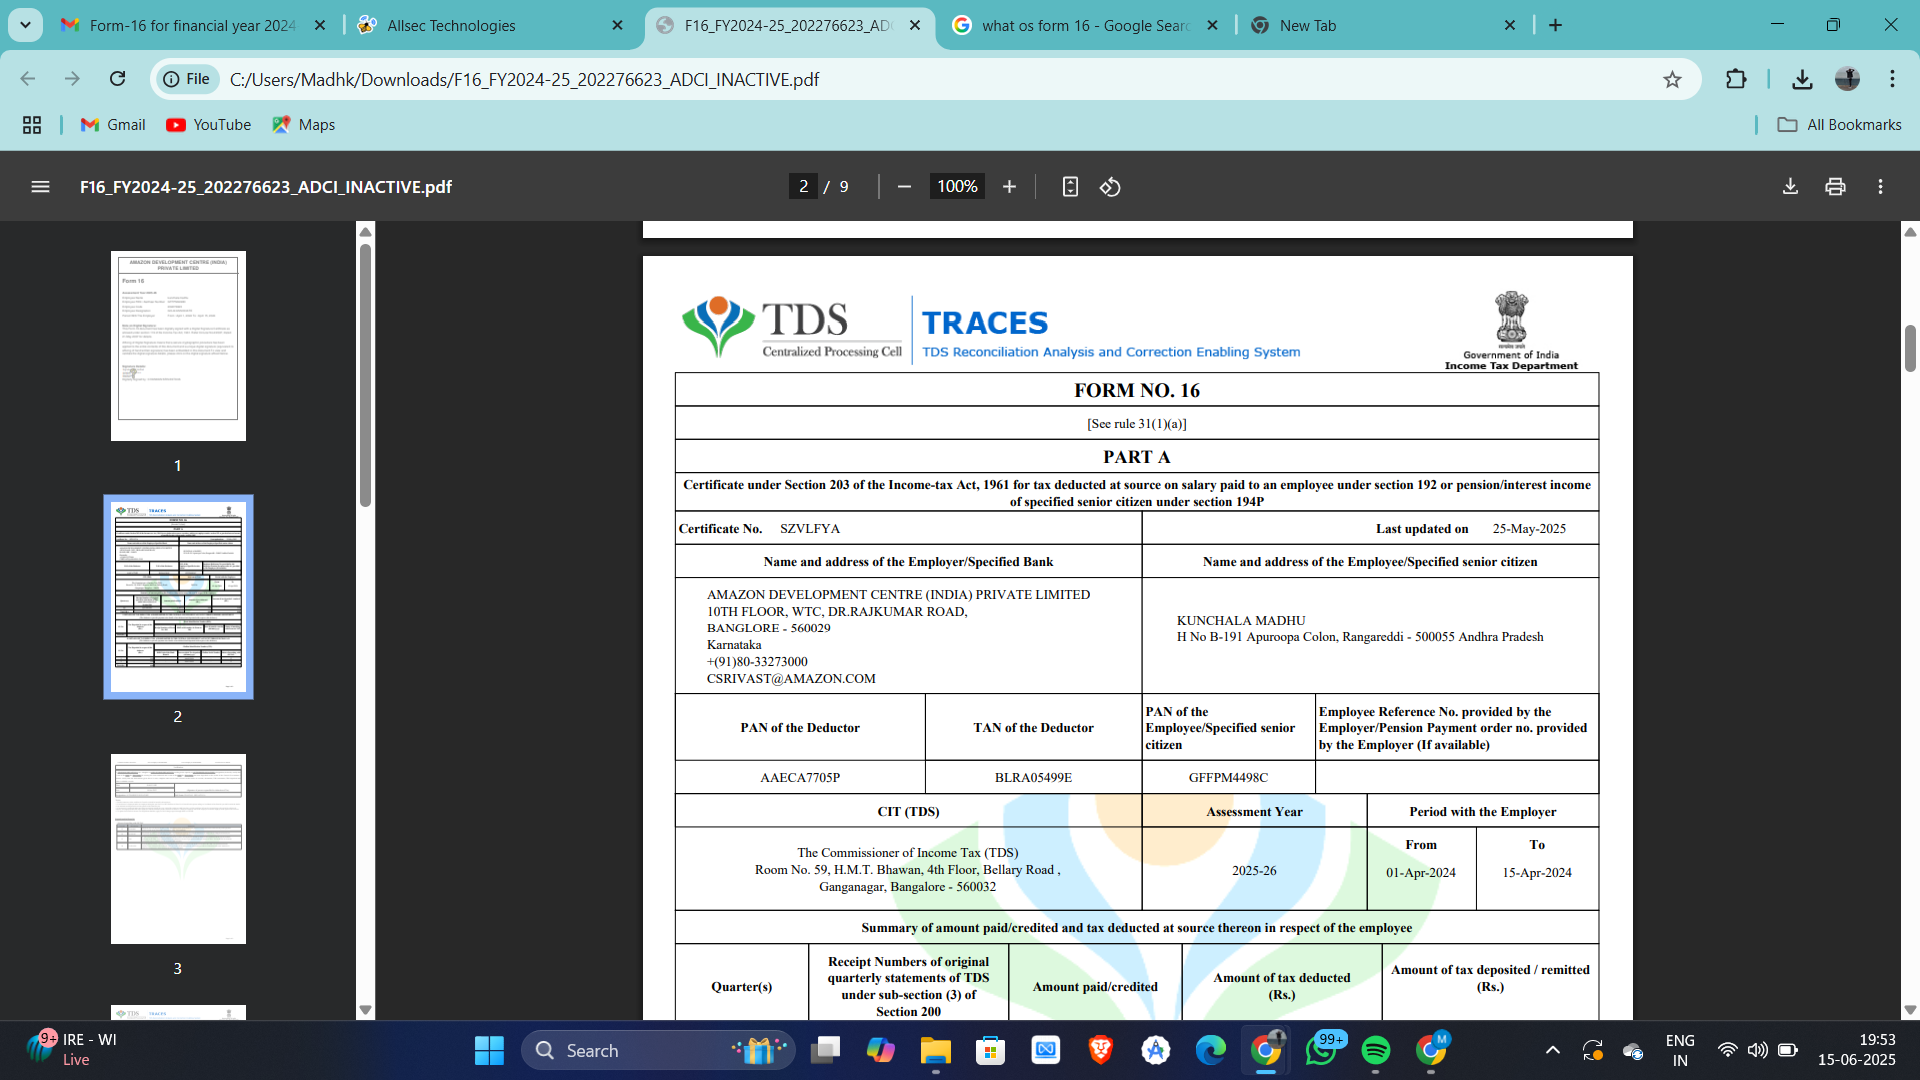 Form-16 for financial year 2024
Allsec Technologies
F16_FY2024-25_202276623_AD
what os form 16 - Google Searc
New Tab
File
C:/Users/Madhk/Downloads/F16_FY2024-25_202276623_ADCI_INACTIVE.pdf
Gmail
YouTube
Maps
All Bookmarks
F16_FY2024-25_202276623_ADCI_INACTIVE.pdf
2 / 9
100%
AMAZON DEVELOPMENT CENTRE (INDIA)
PRIVATE LIMITED
Form 16
1
2
3
TDS
Centralized Processing Cell
TRACES
TDS Reconciliation Analysis and Correction Enabling System
Government of India
Income Tax Department
FORM NO. 16
[See rule 31(1)(a)]
PART A
Certificate under Section 203 of the Income-tax Act, 1961 for tax deducted at source on salary paid to an employee under section 192 or pension/interest income
of specified senior citizen under section 194P
Certificate No. SZVLFYA
Last updated on 25-May-2025
Name and address of the Employer/Specified Bank
Name and address of the Employee/Specified senior citizen
AMAZON DEVELOPMENT CENTRE (INDIA) PRIVATE LIMITED
10TH FLOOR, WTC, DR.RAJKUMAR ROAD,
BANGLORE - 560029
Karnataka
+(91)80-33273000
CSRIVAST@AMAZON.COM
KUNCHALA MADHU
H No B-191 Apuroopa Colon, Rangareddi - 500055 Andhra Pradesh
PAN of the Deductor
TAN of the Deductor
PAN of the
Employee/Specified senior
citizen
Employee Reference No. provided by the
Employer/Pension Payment order no. provided
by the Employer (If available)
AAECA7705P
BLRA05499E
GFFPM4498C
CIT (TDS)
Assessment Year
Period with the Employer
The Commissioner of Income Tax (TDS)
Room No. 59, H.M.T. Bhawan, 4th Floor, Bellary Road ,
Ganganagar, Bangalore - 560032
2025-26
From
To
01-Apr-2024
15-Apr-2024
Summary of amount paid/credited and tax deducted at source thereon in respect of the employee
Quarter(s)
Receipt Numbers of original
quarterly statements of TDS
under sub-section (3) of
Section 200
Amount paid/credited
Amount of tax deducted
(Rs.)
Amount of tax deposited / remitted
(Rs.)
9+
IRE - WI
Live
Search
99+
M
ENG
IN
19:53
15-06-2025